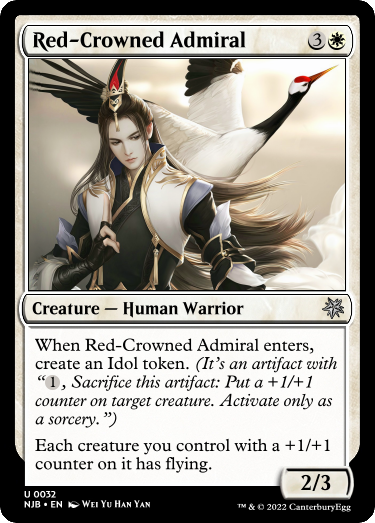 Red-Crowned Admiral 3
Creature — Human Warrior
When Red-Crowned Admiral enters,
create an Idol token. (It's an artifact with
“1, Sacrifice this artifact: Put a +1/+1
counter on target creature. Activate only as
a sorcery.”)
Each creature you control with a +1/+1
counter on it has flying.
2/3
U 0032
NJB • EN Wei Yu Han Yan
™ & © 2022 CanterburyEgg